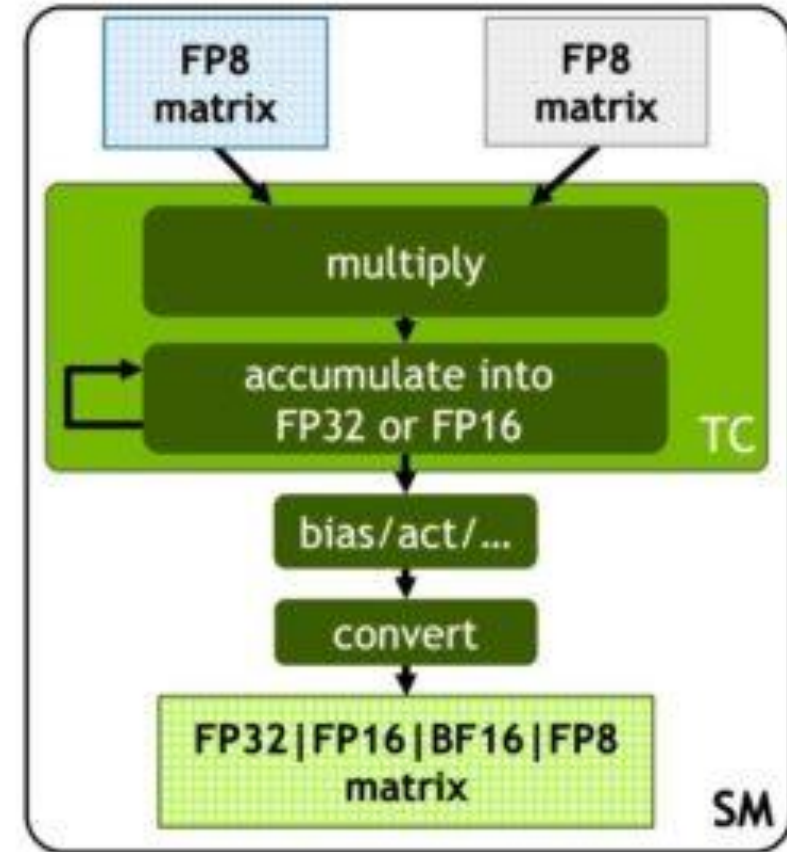 FP8
matrix
FP8
matrix
multiply
accumulate into
FP32 or FP16
TC
bias/act/...
convert
FP32|FP16|BF16|FP8
matrix
SM